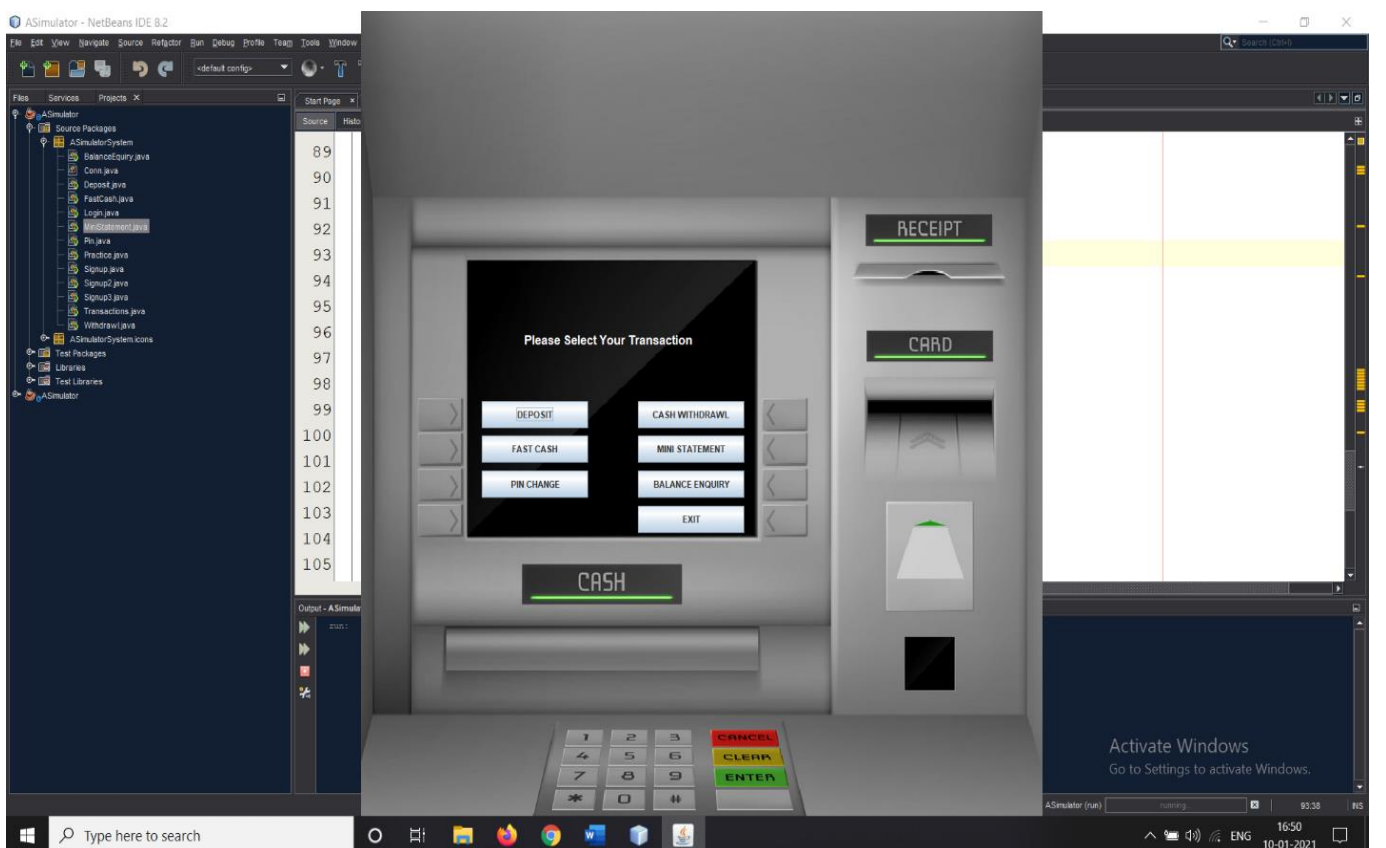 ASimulator - NetBeans IDE 8.2
File Edit View Navigate Source Refactor Run Debug Profile Team Tools Window
Search (Ctrl+I)
<default config>
Files Services Projects
Start Page
Source Histo
ASimulator
Source Packages
ASimulatorSystem
BalanceEquiry.java
Conn.java
Deposit.java
FastCash.java
Login.java
MiniStatement.java
Pin.java
Practice.java
Signup.java
Signup2.java
Signup3.java
Transactions.java
Withdrawl.java
ASimulatorSystem.icons
Test Packages
Libraries
Test Libraries
ASimulator
89
90
91
92
93
94
95
96
97
98
99
100
101
102
103
104
105
RECEIPT
CARD
Please Select Your Transaction
DEPOSIT CASH WITHDRAWL
FAST CASH MINI STATEMENT
PIN CHANGE BALANCE ENQUIRY
EXIT
CASH
Output - ASimula
run:
1 2 3 CANCEL
4 5 6 CLEAR
7 8 9 ENTER
* 0 #
Activate Windows
Go to Settings to activate Windows.
ASimulator (run) running... 93:38 INS
Type here to search
ENG
16:50
10-01-2021